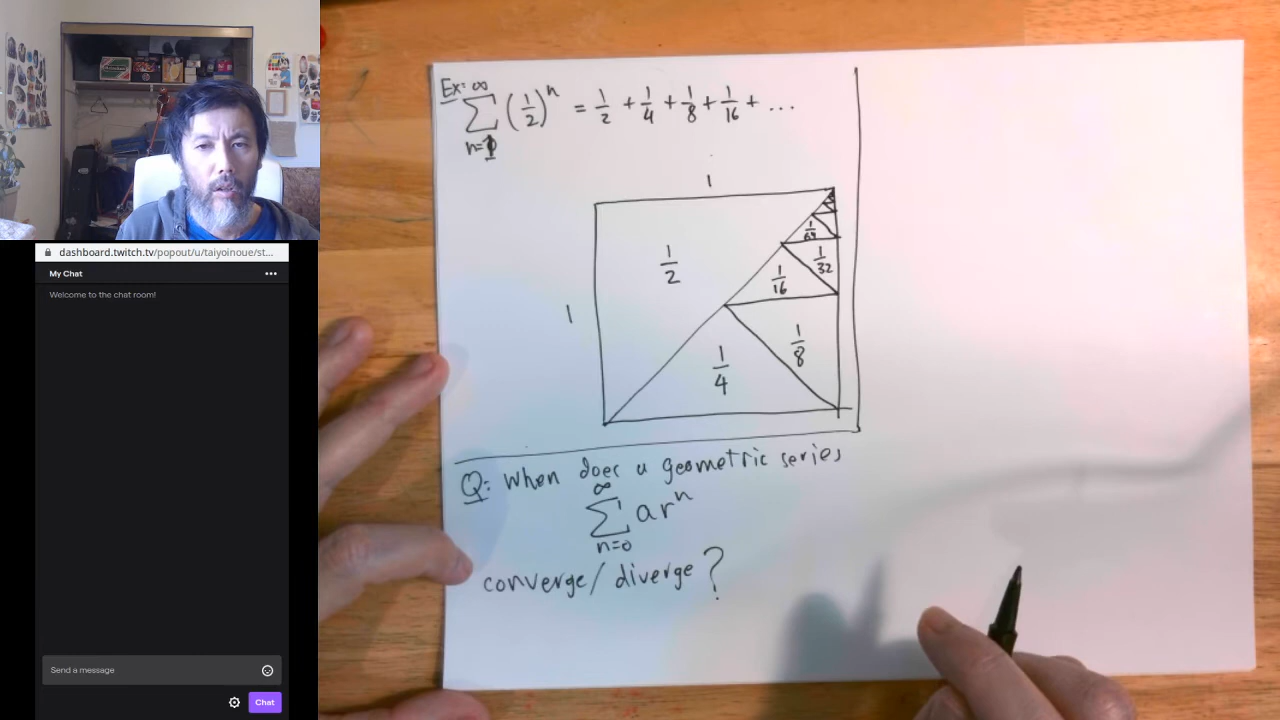 dashboard.twitch.tv/popout/u/taiyoinoue/st...
My Chat
Welcome to the chat room!
Send a message
Chat
Ex: ∞
∑ (1/2)^n = 1/2 + 1/4 + 1/8 + 1/16 + ...
n=1
1
1
1/2
1/4
1/8
1/16
1/32
1/64
Q: When does a geometric series
∞
∑ ar^n
n=0
converge/diverge?